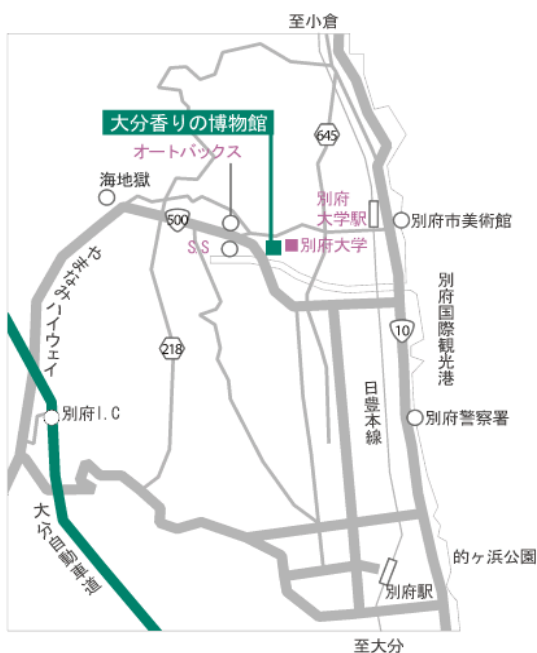 至小倉
大分香りの博物館
オートバックス
645
海地獄
別府
大学駅
500
別府市美術館
S.S
別府大学
やまなみハイウェイ
別府国際観光港
10
218
日豊本線
別府I.C
別府警察署
大分自動車道
的ヶ浜公園
別府駅
至大分